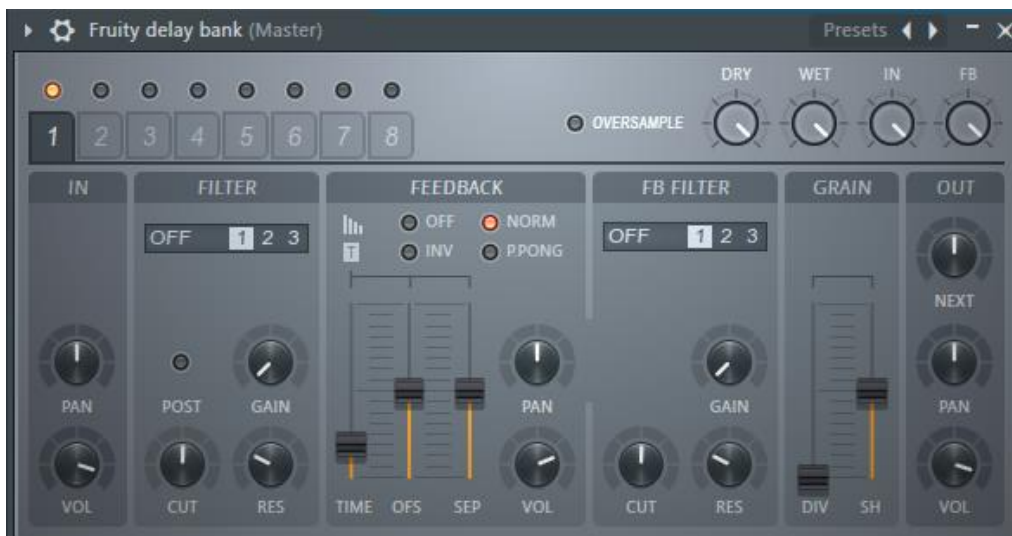 Fruity delay bank (Master) Presets
DRY WET IN FB
OVERSAMPLE
1 2 3 4 5 6 7 8
IN FILTER FEEDBACK FB FILTER GRAIN OUT
OFF NORM
OFF 1 2 3
T INV P.PONG
OFF 1 2 3
NEXT
PAN POST GAIN PAN GAIN PAN
VOL CUT RES TIME OFS SEP VOL CUT RES DIV SH VOL